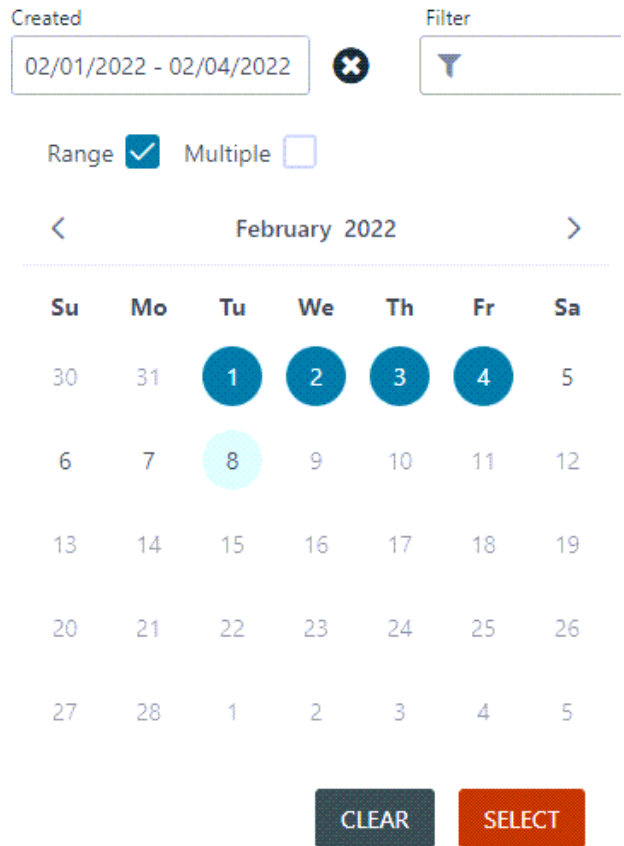 Created Filter
02/01/2022 - 02/04/2022
Range Multiple
February 2022
Su Mo Tu We Th Fr Sa
30 31 1 2 3 4 5
6 7 8 9 10 11 12
13 14 15 16 17 18 19
20 21 22 23 24 25 26
27 28 1 2 3 4 5
CLEAR SELECT